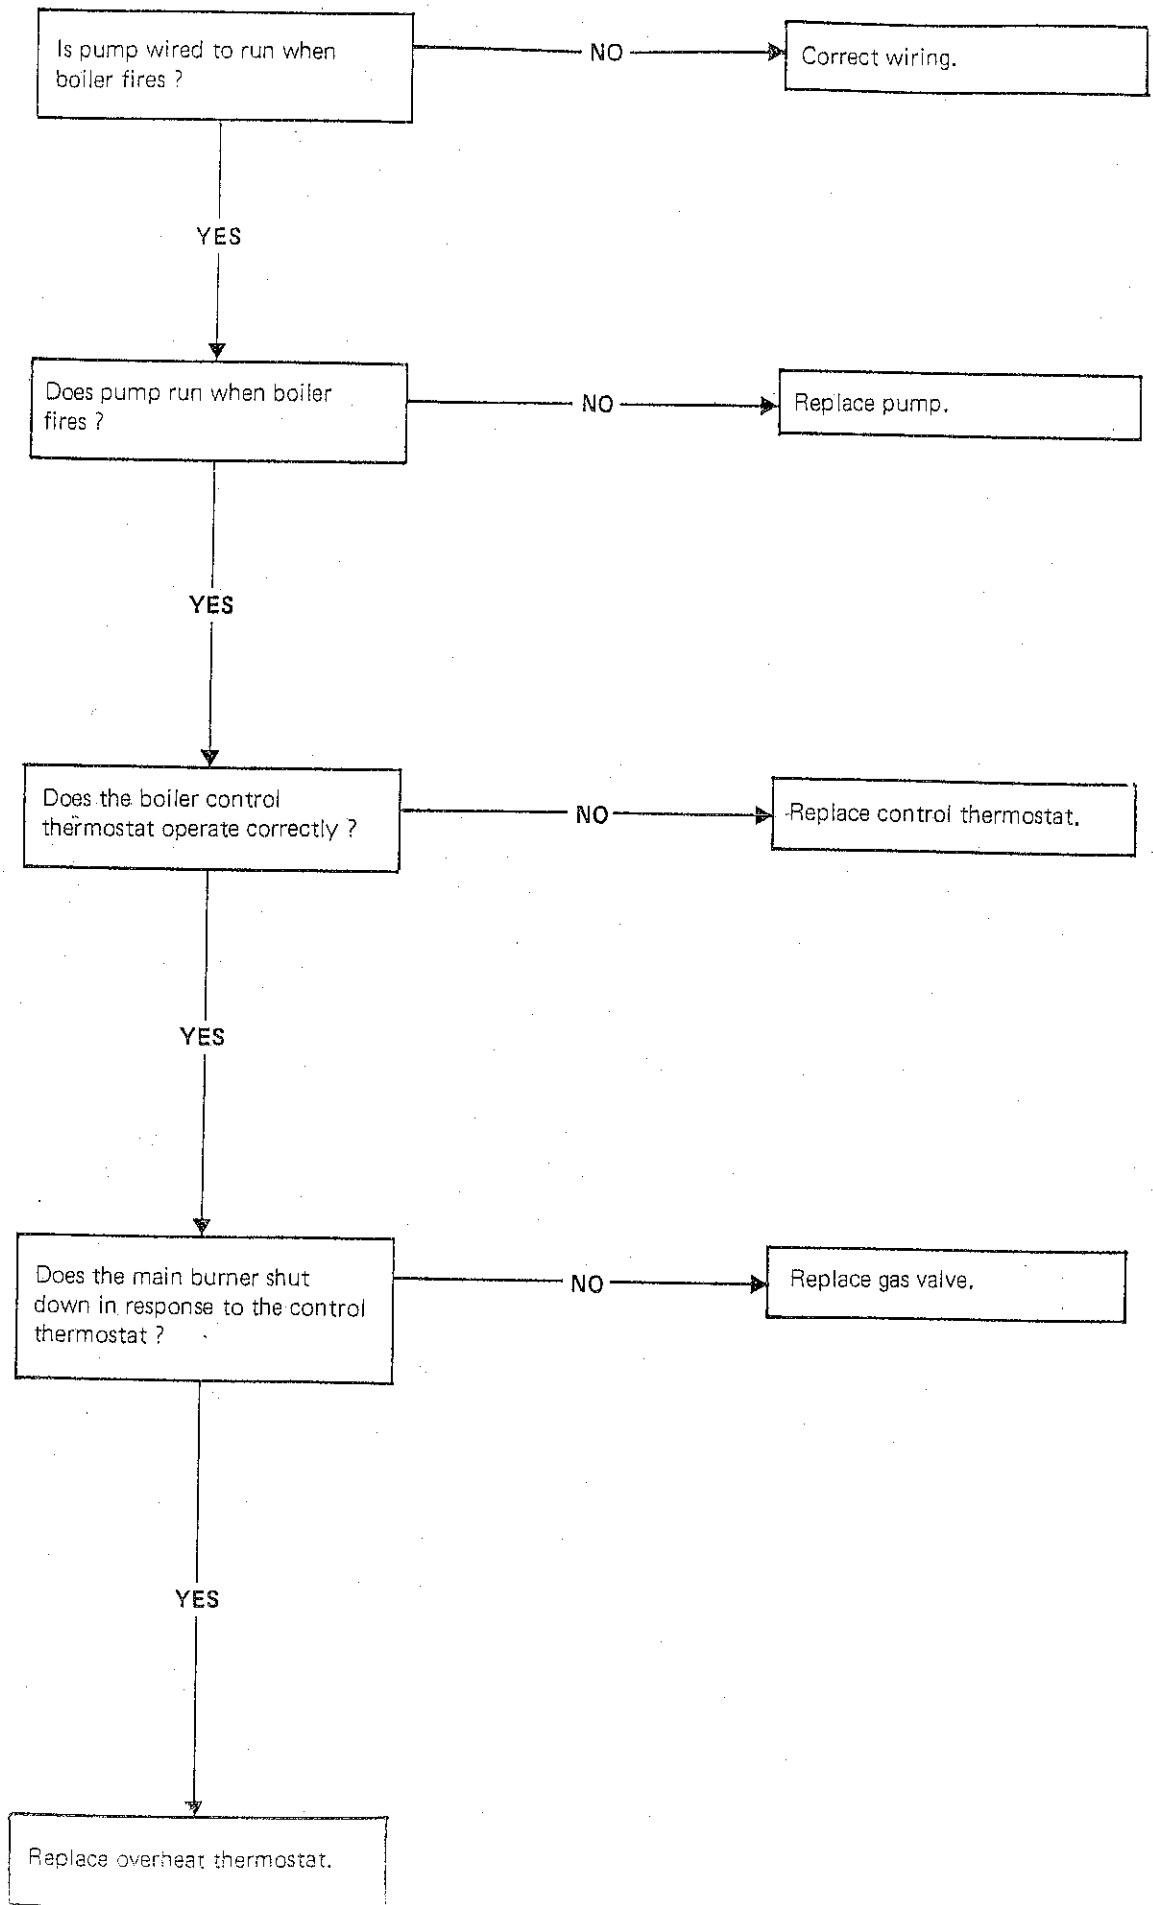 Is pump wired to run when
boiler fires ?
NO
Correct wiring.
YES
Does pump run when boiler
fires ?
NO
Replace pump.
YES
Does the boiler control
thermostat operate correctly ?
NO
Replace control thermostat.
YES
Does the main burner shut
down in response to the control
thermostat ?
NO
Replace gas valve.
YES
Replace overheat thermostat.